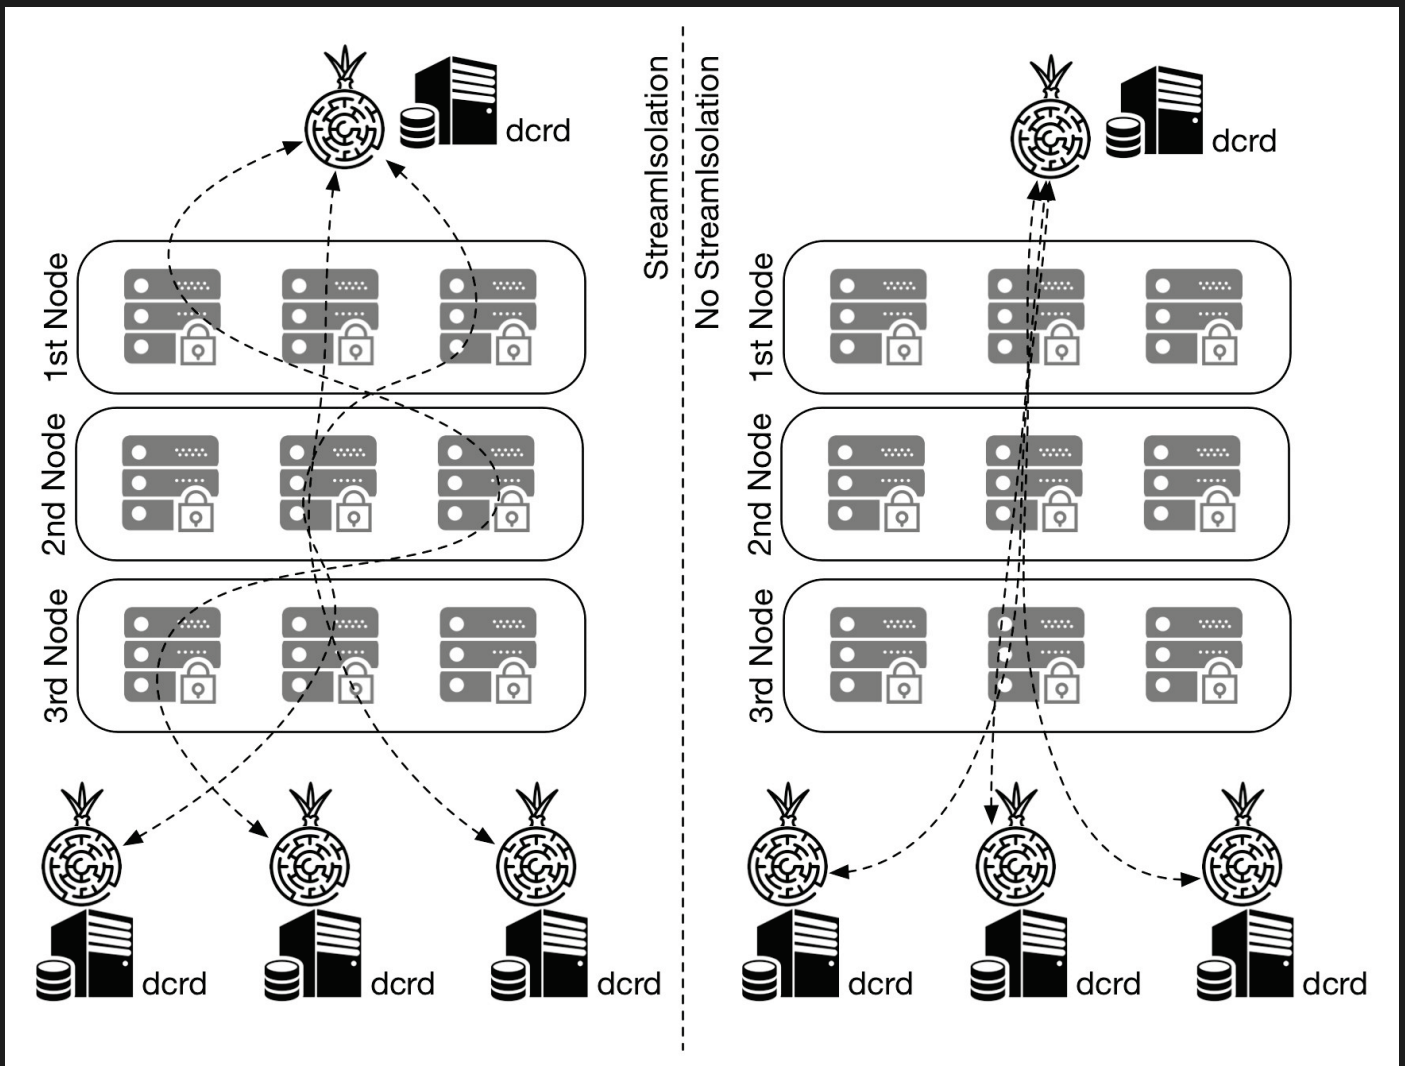 dcrd
StreamIsolation
1st Node
2nd Node
3rd Node
dcrd
dcrd
dcrd
No StreamIsolation
dcrd
1st Node
2nd Node
3rd Node
dcrd
dcrd
dcrd